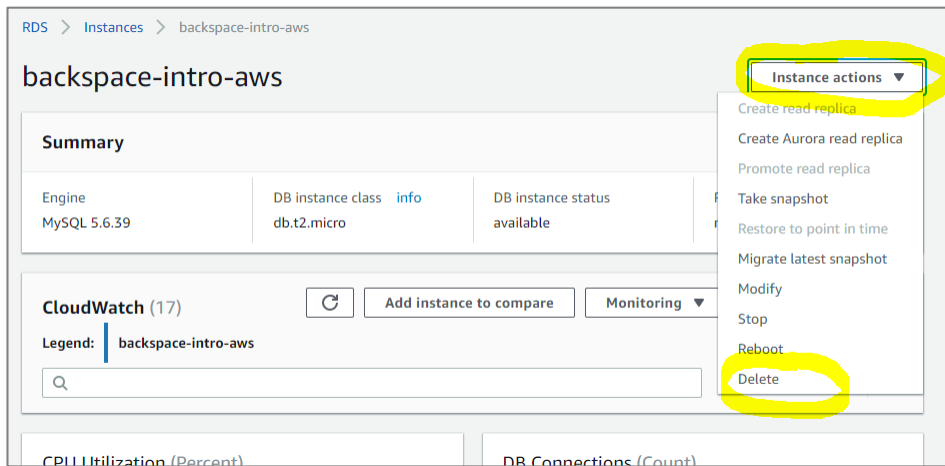 RDS > Instances > backspace-intro-aws
backspace-intro-aws
Instance actions
Create read replica
Create Aurora read replica
Promote read replica
Take snapshot
Restore to point in time
Migrate latest snapshot
Modify
Stop
Reboot
Delete
Summary
Engine
MySQL 5.6.39
DB instance class info
db.t2.micro
DB instance status
available
CloudWatch (17)
Add instance to compare
Monitoring
Legend: backspace-intro-aws
CPU Utilization (Percent)
DB Connections (Count)